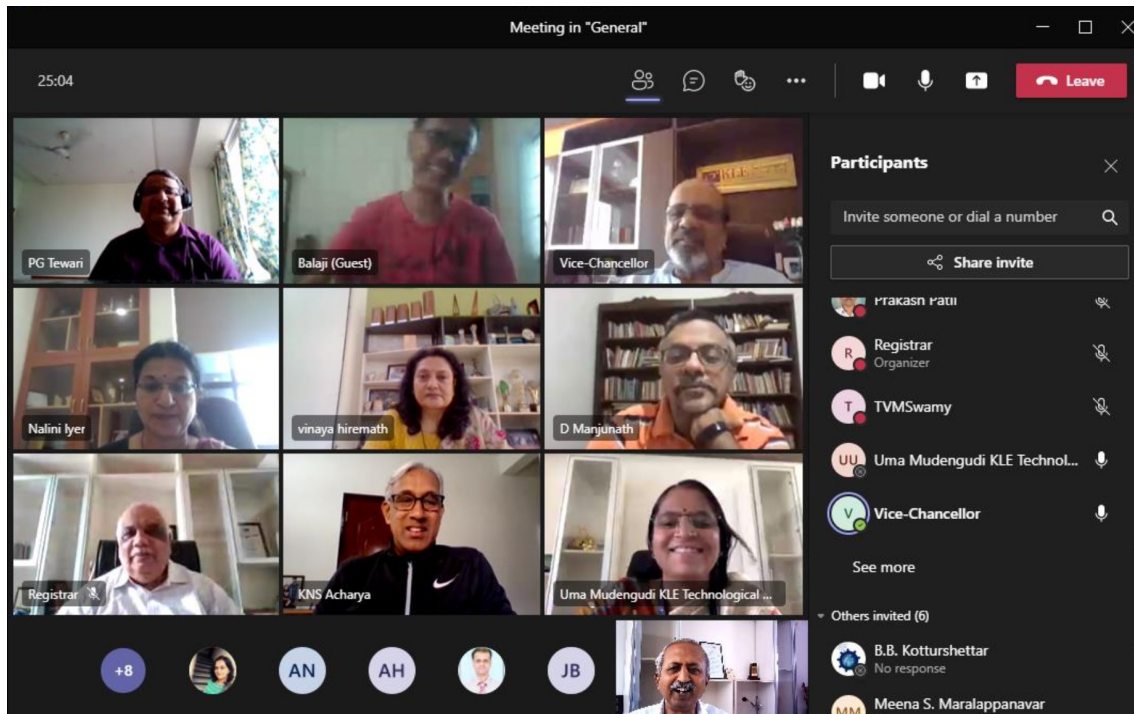 Meeting in "General"
25:04
Leave
PG Tewari
Balaji (Guest)
Vice-Chancellor
KLE
Nalini Iyer
vinaya hiremath
D Manjunath
Registrar
KNS Acharya
Uma Mudengudi KLE Technological ...
+8
AN
AH
JB
Participants
Invite someone or dial a number
Share invite
Prakash Patil
R
Registrar
Organizer
T
TVMSwamy
UU
Uma Mudengudi KLE Technol...
V
Vice-Chancellor
See more
Others invited (6)
B.B. Kotturshettar
No response
MM
Meena S. Maralappanavar